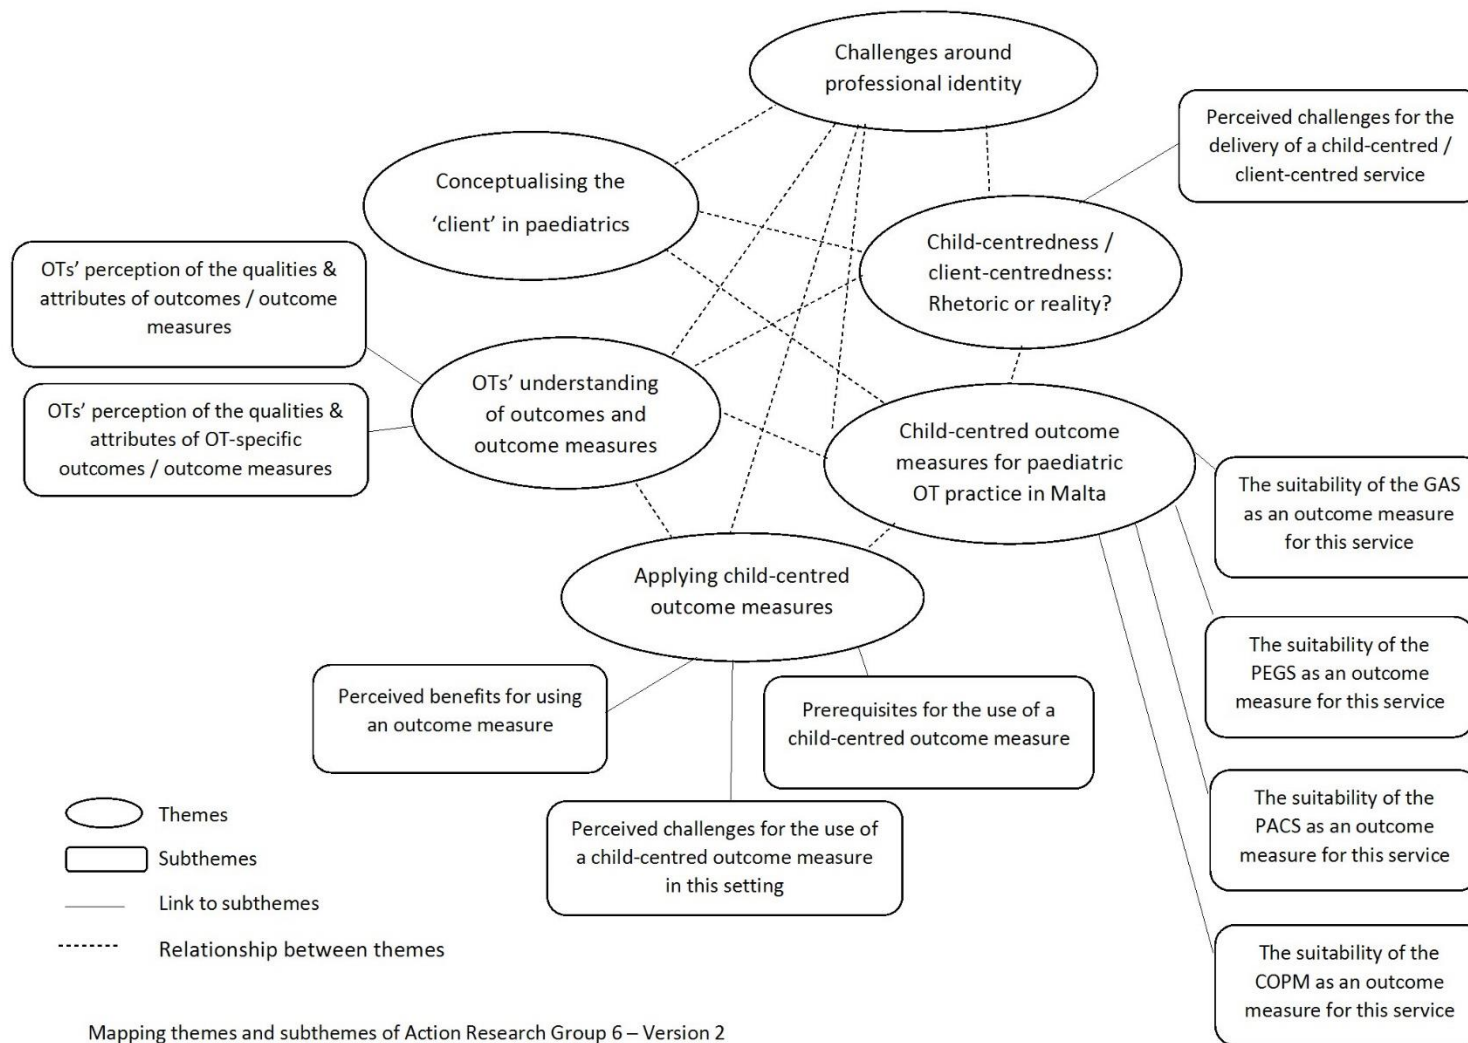 Challenges around
professional identity
Perceived challenges for the
delivery of a child-centred /
client-centred service
Conceptualising the
‘client’ in paediatrics
Child-centredness /
client-centredness:
Rhetoric or reality?
OTs’ perception of the qualities &
attributes of outcomes / outcome
measures
OTs’ perception of the qualities &
attributes of OT-specific
outcomes / outcome measures
OTs’ understanding
of outcomes and
outcome measures
Child-centred outcome
measures for paediatric
OT practice in Malta
The suitability of the GAS
as an outcome measure
for this service
Applying child-centred
outcome measures
The suitability of the
PEGS as an outcome
measure for this service
Perceived benefits for using
an outcome measure
Prerequisites for the use of a
child-centred outcome measure
Perceived challenges for the use of
a child-centred outcome measure
in this setting
The suitability of the
PACS as an outcome
measure for this service
The suitability of the
COPM as an outcome
measure for this service
Themes
Subthemes
Link to subthemes
Relationship between themes
Mapping themes and subthemes of Action Research Group 6 – Version 2